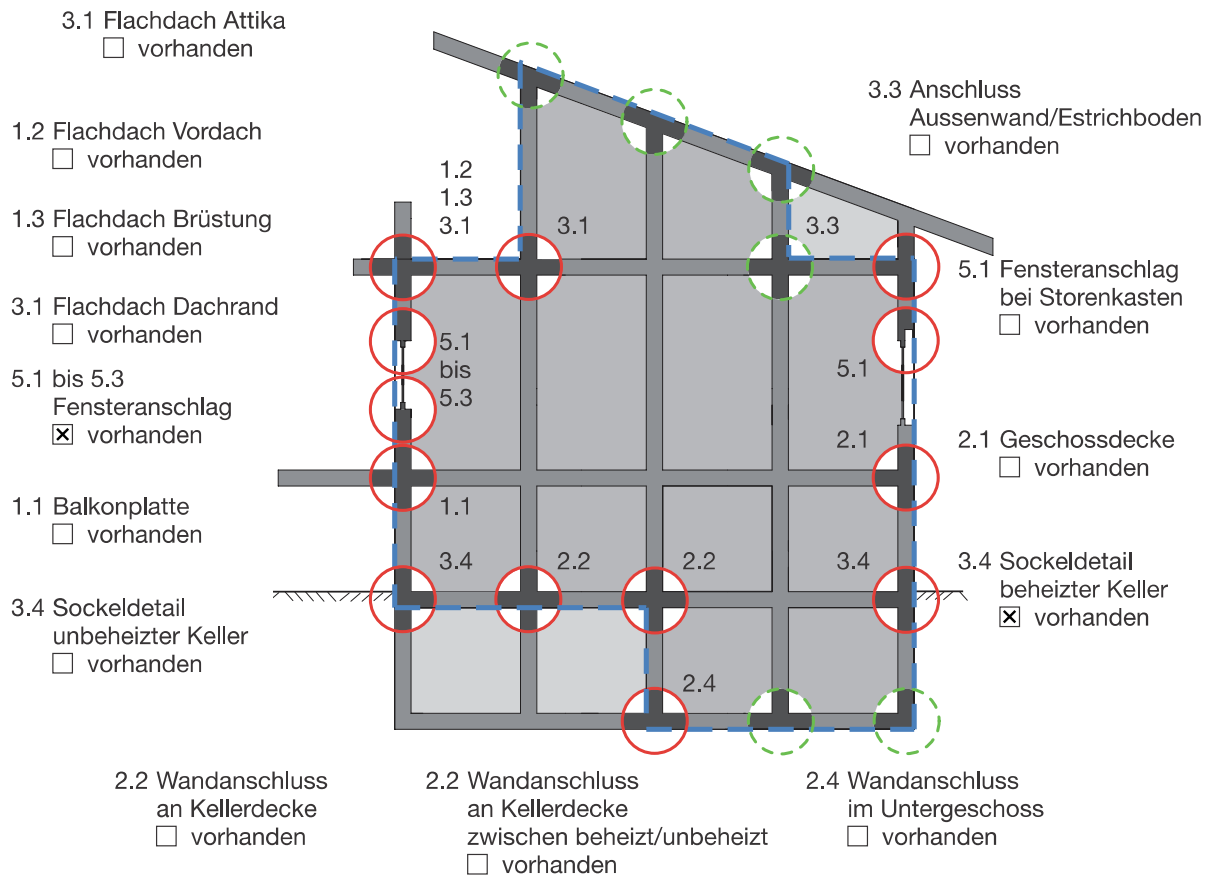 3.1 Flachdach Attika
☐ vorhanden
1.2 Flachdach Vordach
☐ vorhanden
1.3 Flachdach Brüstung
☐ vorhanden
3.1 Flachdach Dachrand
☐ vorhanden
5.1 bis 5.3
Fensteranschlag
☒ vorhanden
1.1 Balkonplatte
☐ vorhanden
3.4 Sockeldetail
unbeheizter Keller
☐ vorhanden
1.2
1.3
3.1
3.1
3.3
5.1
bis
5.3
5.1
2.1
1.1
3.4
2.2
2.2
3.4
2.4
3.3 Anschluss
Aussenwand/Estrichboden
☐ vorhanden
5.1 Fensteranschlag
bei Storenkasten
☐ vorhanden
2.1 Geschossdecke
☐ vorhanden
3.4 Sockeldetail
beheizter Keller
☒ vorhanden
2.2 Wandanschluss
an Kellerdecke
☐ vorhanden
2.2 Wandanschluss
an Kellerdecke
zwischen beheizt/unbeheizt
☐ vorhanden
2.4 Wandanschluss
im Untergeschoss
☐ vorhanden